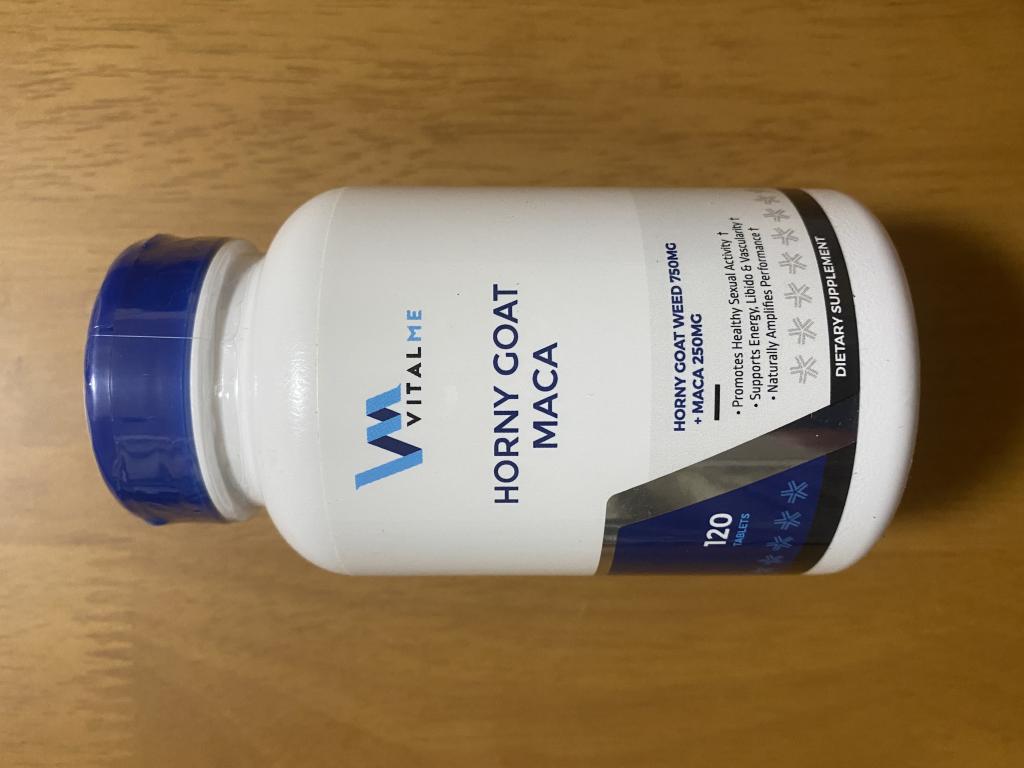 VITALME
HORNY GOAT
MACA
HORNY GOAT WEED 750MG
+ MACA 250MG
• Promotes Healthy Sexual Activity †
• Supports Energy, Libido & Vascularity †
• Naturally Amplifies Performance †
120
TABLETS
DIETARY SUPPLEMENT